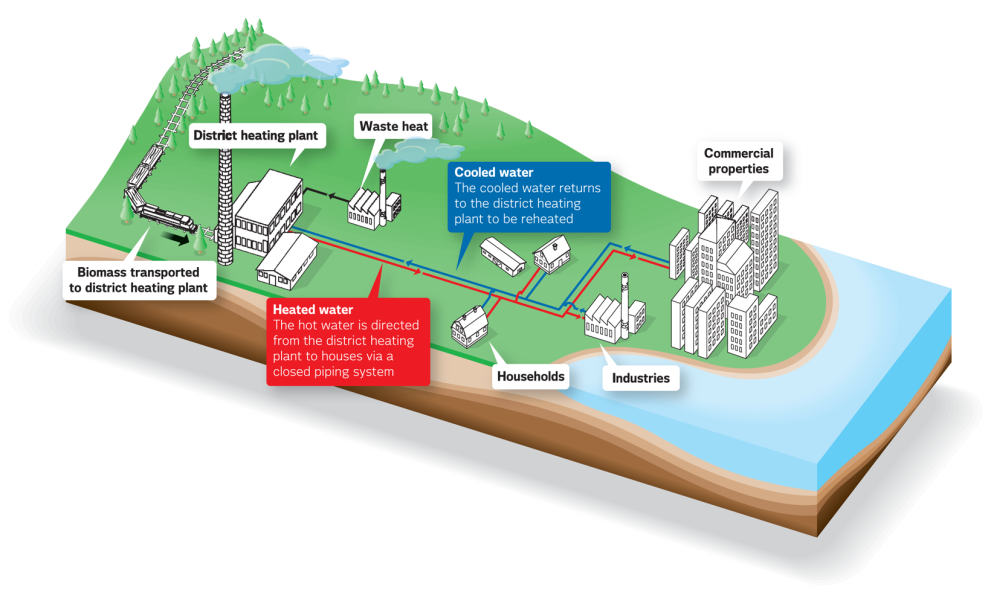 District heating plant
Waste heat
Commercial
properties
Cooled water
The cooled water returns
to the district heating
plant to be reheated
Biomass transported
to district heating plant
Heated water
The hot water is directed
from the district heating
plant to houses via a
closed piping system
Households
Industries